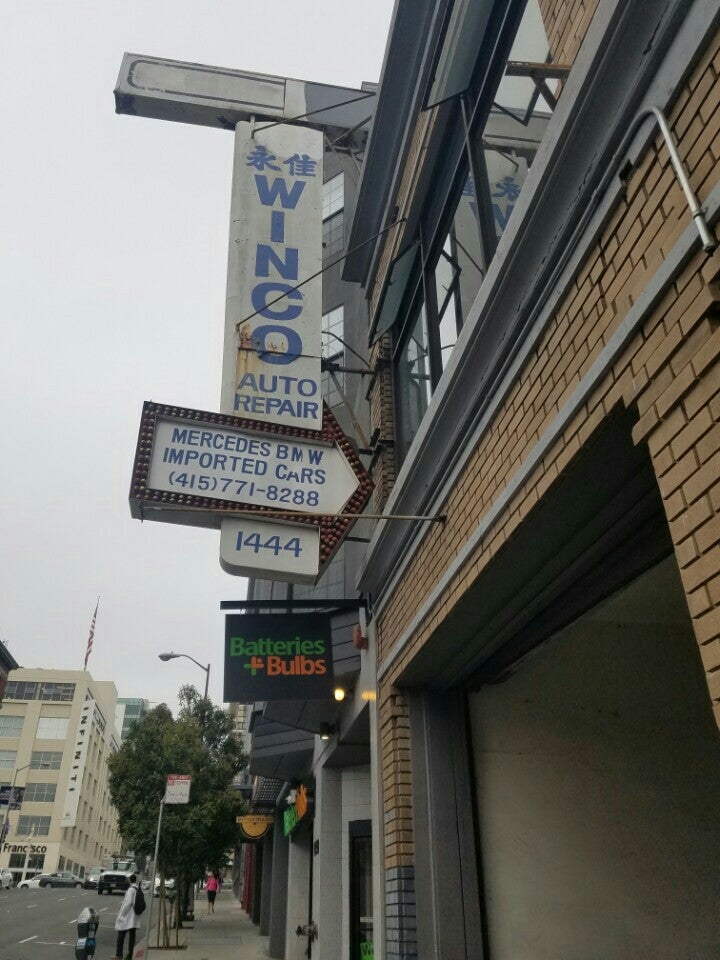 永佳
WINCO
AUTO
REPAIR
MERCEDES BMW
IMPORTED CARS
(415)771-8288
1444
Batteries
+Bulbs
Francisco